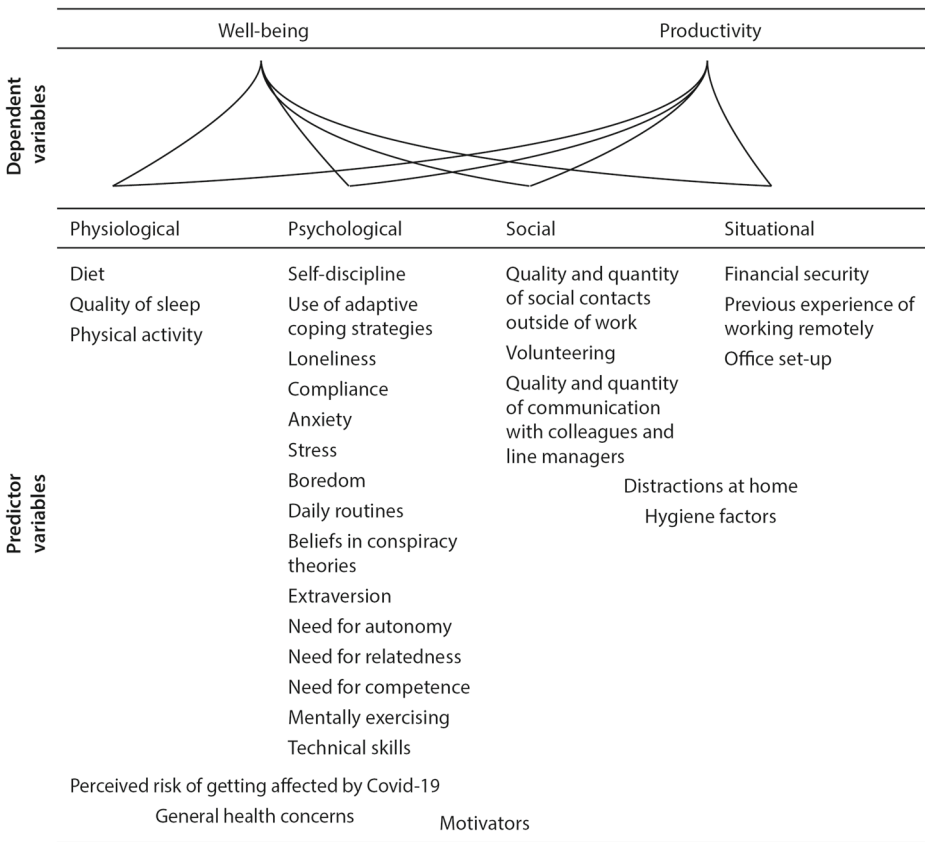 Well-being
Productivity
Dependent
variables
Physiological
Psychological
Social
Situational
Diet
Quality of sleep
Physical activity
Self-discipline
Use of adaptive
coping strategies
Loneliness
Compliance
Anxiety
Stress
Boredom
Daily routines
Beliefs in conspiracy
theories
Extraversion
Need for autonomy
Need for relatedness
Need for competence
Mentally exercising
Technical skills
Quality and quantity
of social contacts
outside of work
Volunteering
Quality and quantity
of communication
with colleagues and
line managers
Financial security
Previous experience of
working remotely
Office set-up
Distractions at home
Hygiene factors
Predictor
variables
Perceived risk of getting affected by Covid-19
General health concerns
Motivators